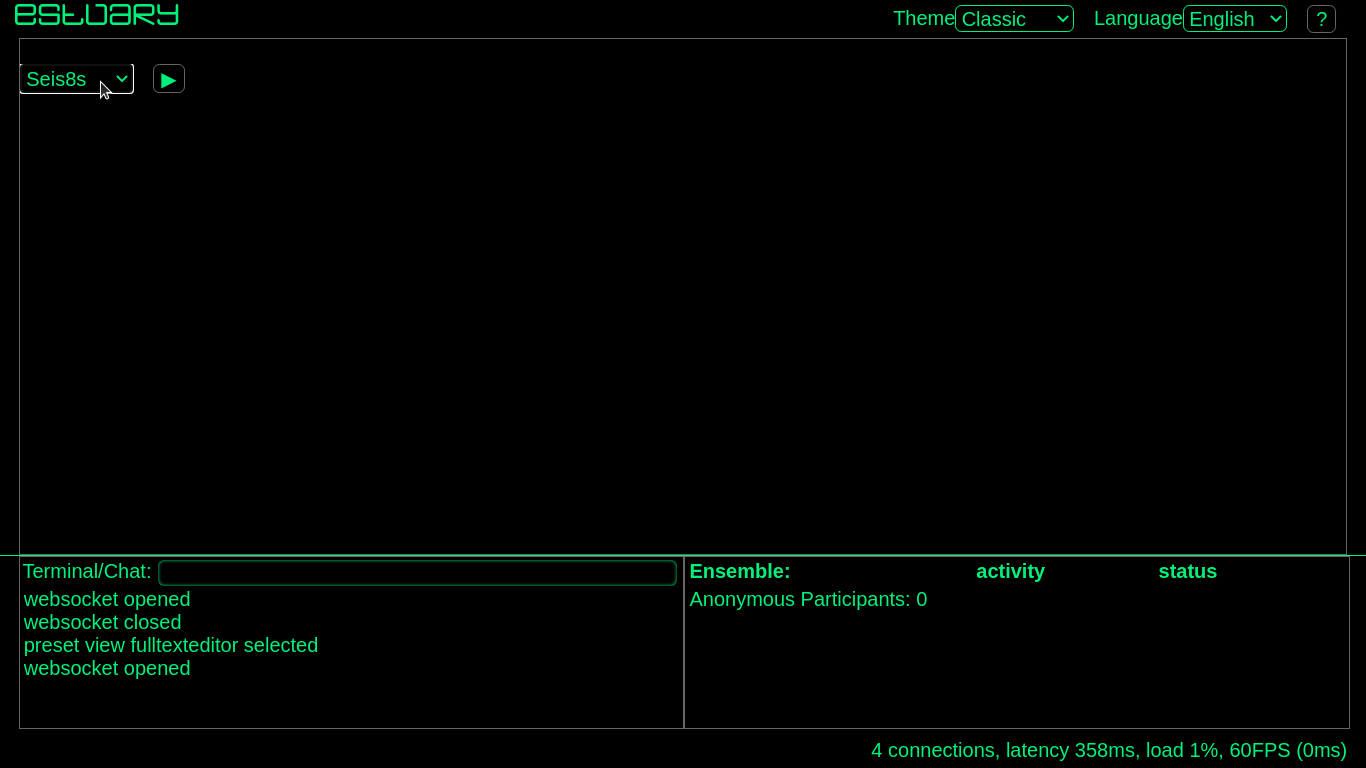 estuary
Theme Classic Language English ?
Seis8s ▶
Terminal/Chat:
websocket opened
websocket closed
preset view fulltexteditor selected
websocket opened
Ensemble: activity status
Anonymous Participants: 0
4 connections, latency 358ms, load 1%, 60FPS (0ms)